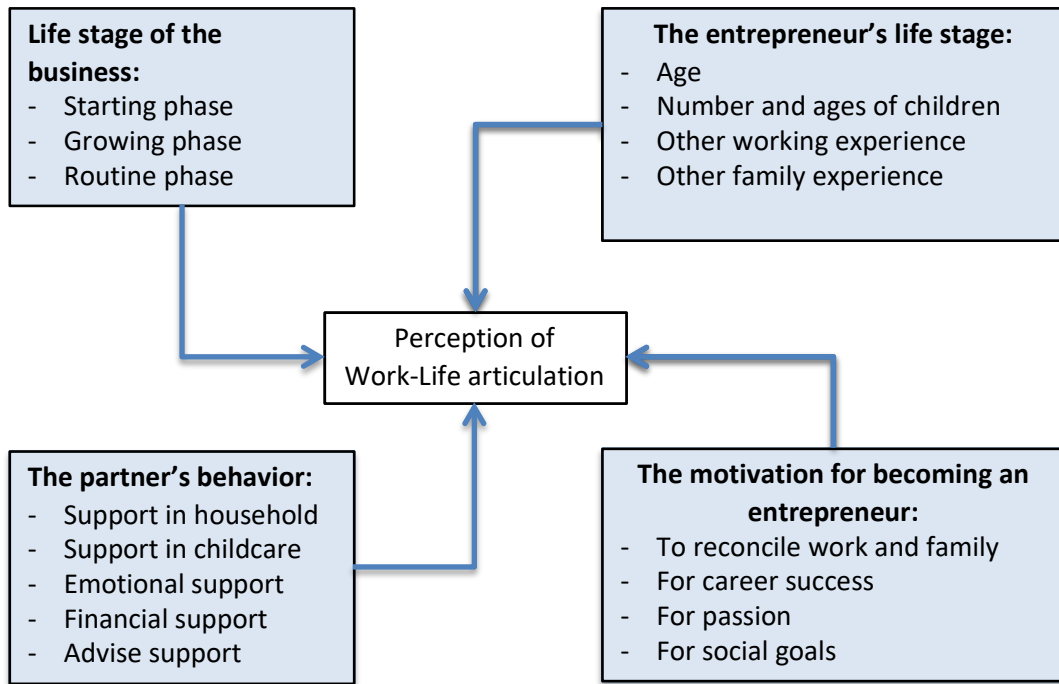 Life stage of the
business:
- Starting phase
- Growing phase
- Routine phase
The entrepreneur’s life stage:
- Age
- Number and ages of children
- Other working experience
- Other family experience
Perception of
Work-Life articulation
The partner’s behavior:
- Support in household
- Support in childcare
- Emotional support
- Financial support
- Advise support
The motivation for becoming an
entrepreneur:
- To reconcile work and family
- For career success
- For passion
- For social goals